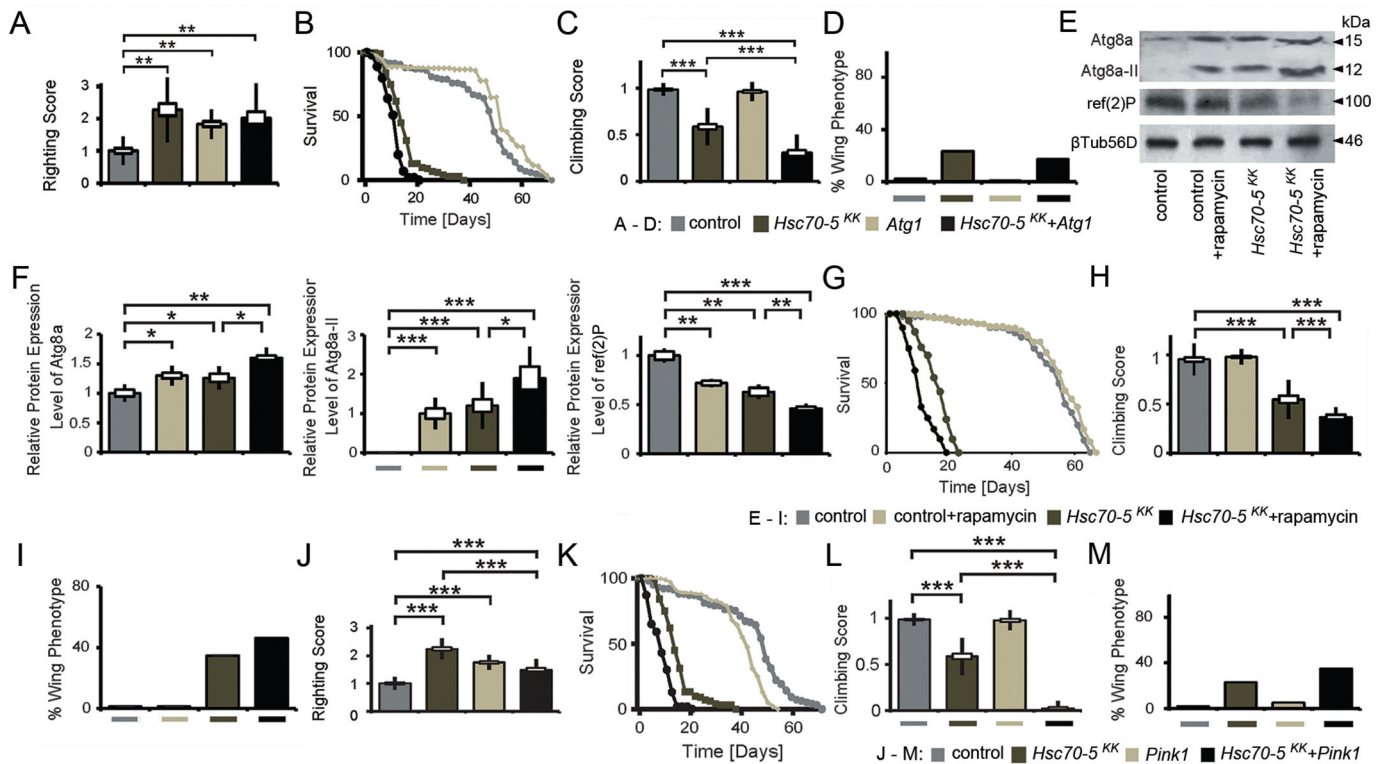 A
Righting Score
3
2
1
0
**
**
**
B
Survival
100
50
0
0 20 40 60
Time [Days]
C
Climbing Score
1
0.5
0
***
***
***
D
% Wing Phenotype
80
40
0
E
kDa
Atg8a 15
Atg8a-II 12
ref(2)P 100
βTub56D 46
control
control +rapamycin
Hsc70-5 KK
Hsc70-5 KK +rapamycin
A - D: control Hsc70-5 KK Atg1 Hsc70-5 KK+Atg1
F
Relative Protein Epression
Level of Atg8a
2
1.5
1
0.5
0
**
*
*
*
Relative Protein Expression
Level of Atg8a-II
2
1
0
***
***
*
***
Relative Protein Expression
Level of ref(2)P
1
0.5
0
***
**
**
**
G
Survival
100
50
0
0 20 40 60
Time [Days]
H
Climbing Score
1
0.5
0
***
***
***
E - I: control control+rapamycin Hsc70-5 KK Hsc70-5 KK+rapamycin
I
% Wing Phenotype
80
40
0
J
Righting Score
3
2
1
0
***
***
***
***
K
Survival
100
50
0
0 20 40 60
Time [Days]
L
Climbing Score
1
0.5
0
***
***
***
M
% Wing Phenotype
80
40
0
J - M: control Hsc70-5 KK Pink1 Hsc70-5 KK+Pink1